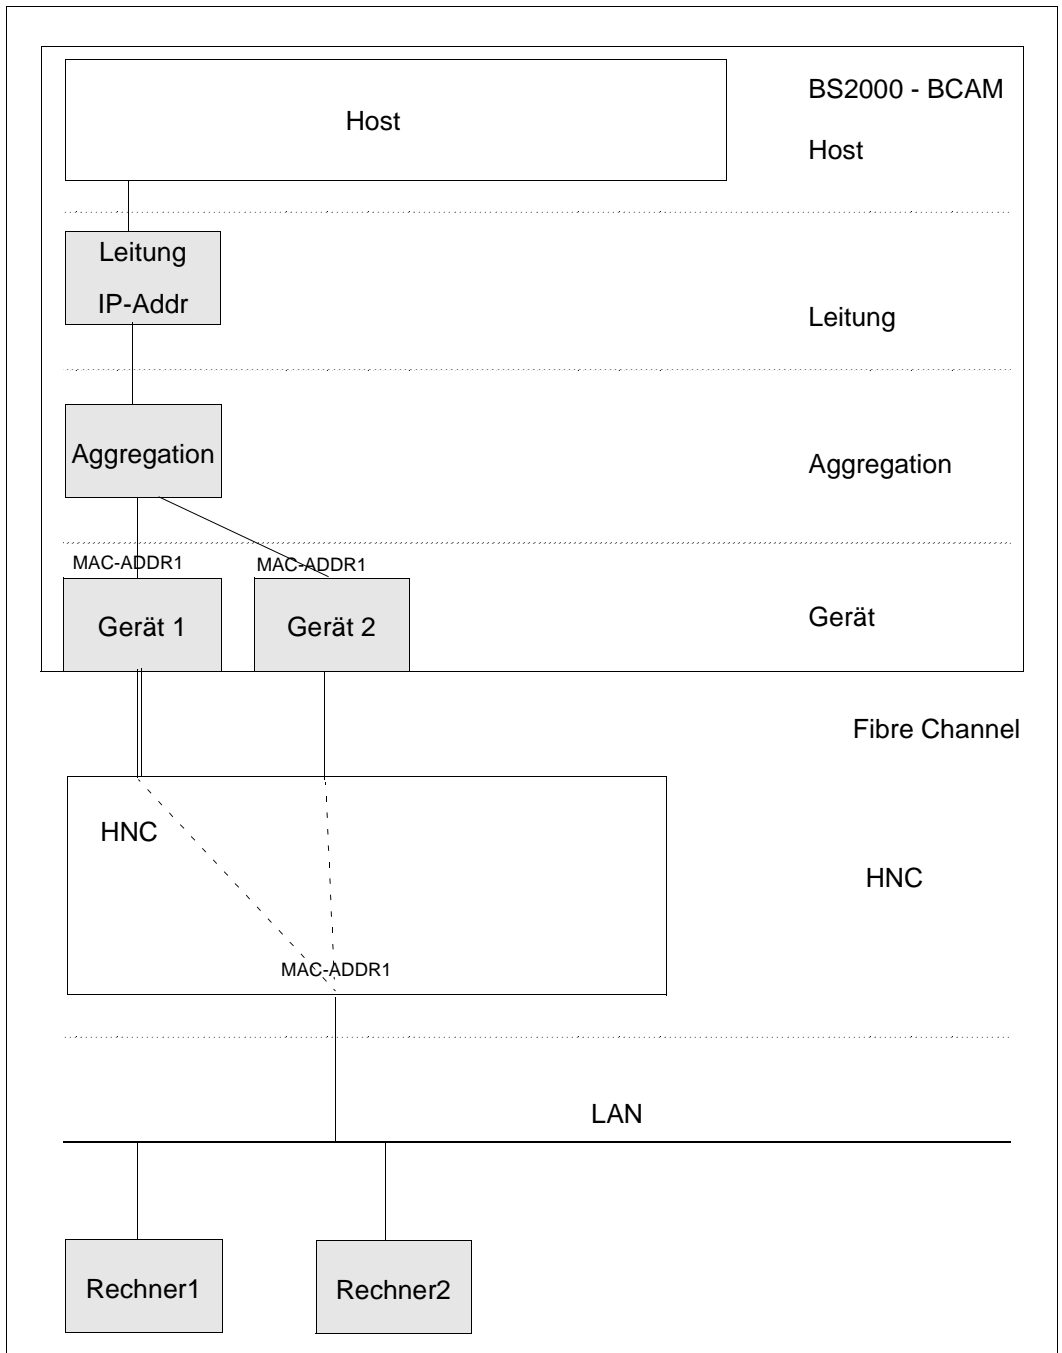 BS2000 - BCAM
Host
Host
Leitung
IP-Addr
Leitung
Aggregation
Aggregation
MAC-ADDR1
MAC-ADDR1
Gerät 1
Gerät 2
Gerät
Fibre Channel
HNC
HNC
MAC-ADDR1
LAN
Rechner1
Rechner2